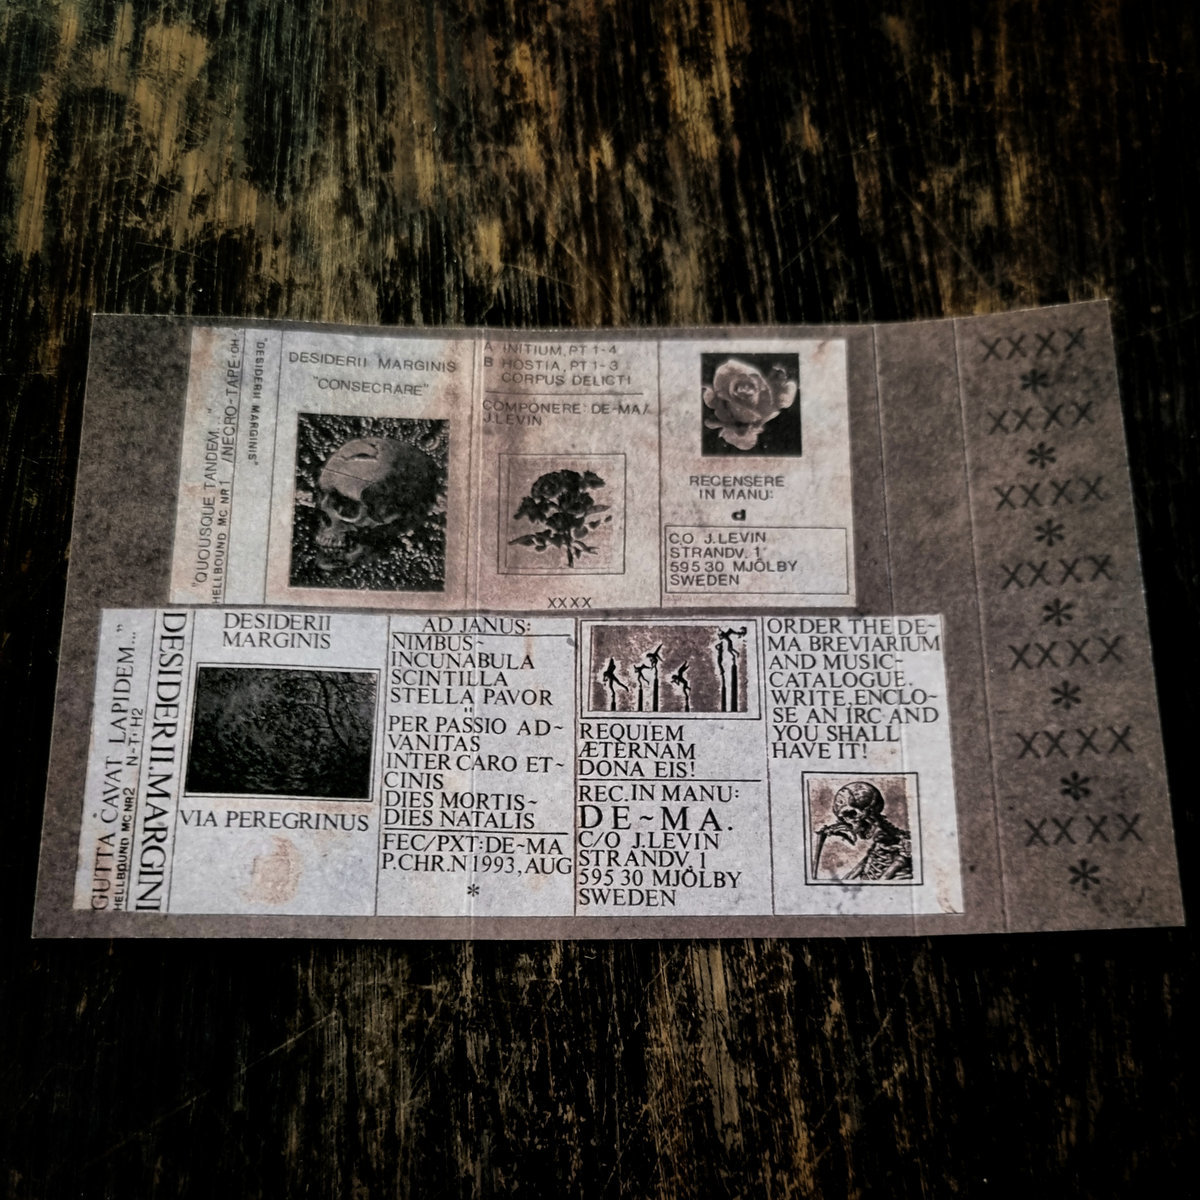 "QUOUSQUE TANDEM.."
HELLBOUND MC NR1 /NECRO-TAPE:OH
"DESIDERII MARGINIS"
DESIDERII MARGINIS
"CONSECRARE"
A INITIUM, PT 1-4
B HOSTIA, PT 1-3
CORPUS DELICTI
COMPONERE: DE-MA/
J.LEVIN
XXXX
RECENSERE
IN MANU:
d
C/O J.LEVIN
STRANDV. 1
595 30 MJÖLBY
SWEDEN
GUTTA CAVAT LAPIDEM..."
HELLBOUND MC NR2 N-T:H2
DESIDERII.MARGINI
DESIDERII
MARGINIS
VIA PEREGRINUS
AD JANUS:
NIMBUS~
INCUNABULA
SCINTILLA
STELLA PAVOR
"
PER PASSIO AD~
VANITAS
INTER CARO ET~
CINIS
DIES MORTIS~
DIES NATALIS
FEC/PXT:DE~MA
P.CHR.N 1993, AUG
*
REQUIEM
ÆTERNAM
DONA EIS!
REC.IN MANU:
DE~MA.
C/O J.LEVIN
STRANDV. 1
595 30 MJÖLBY
SWEDEN
ORDER THE DE~
MA BREVIARIUM
AND MUSIC~
CATALOGUE.
WRITE, ENCLO~
SE AN IRC AND
YOU SHALL
HAVE IT!
XXXX
*
XXXX
*
XXXX
*
XXXX
*
XXXX
*
XXXX
*
XXXX
*